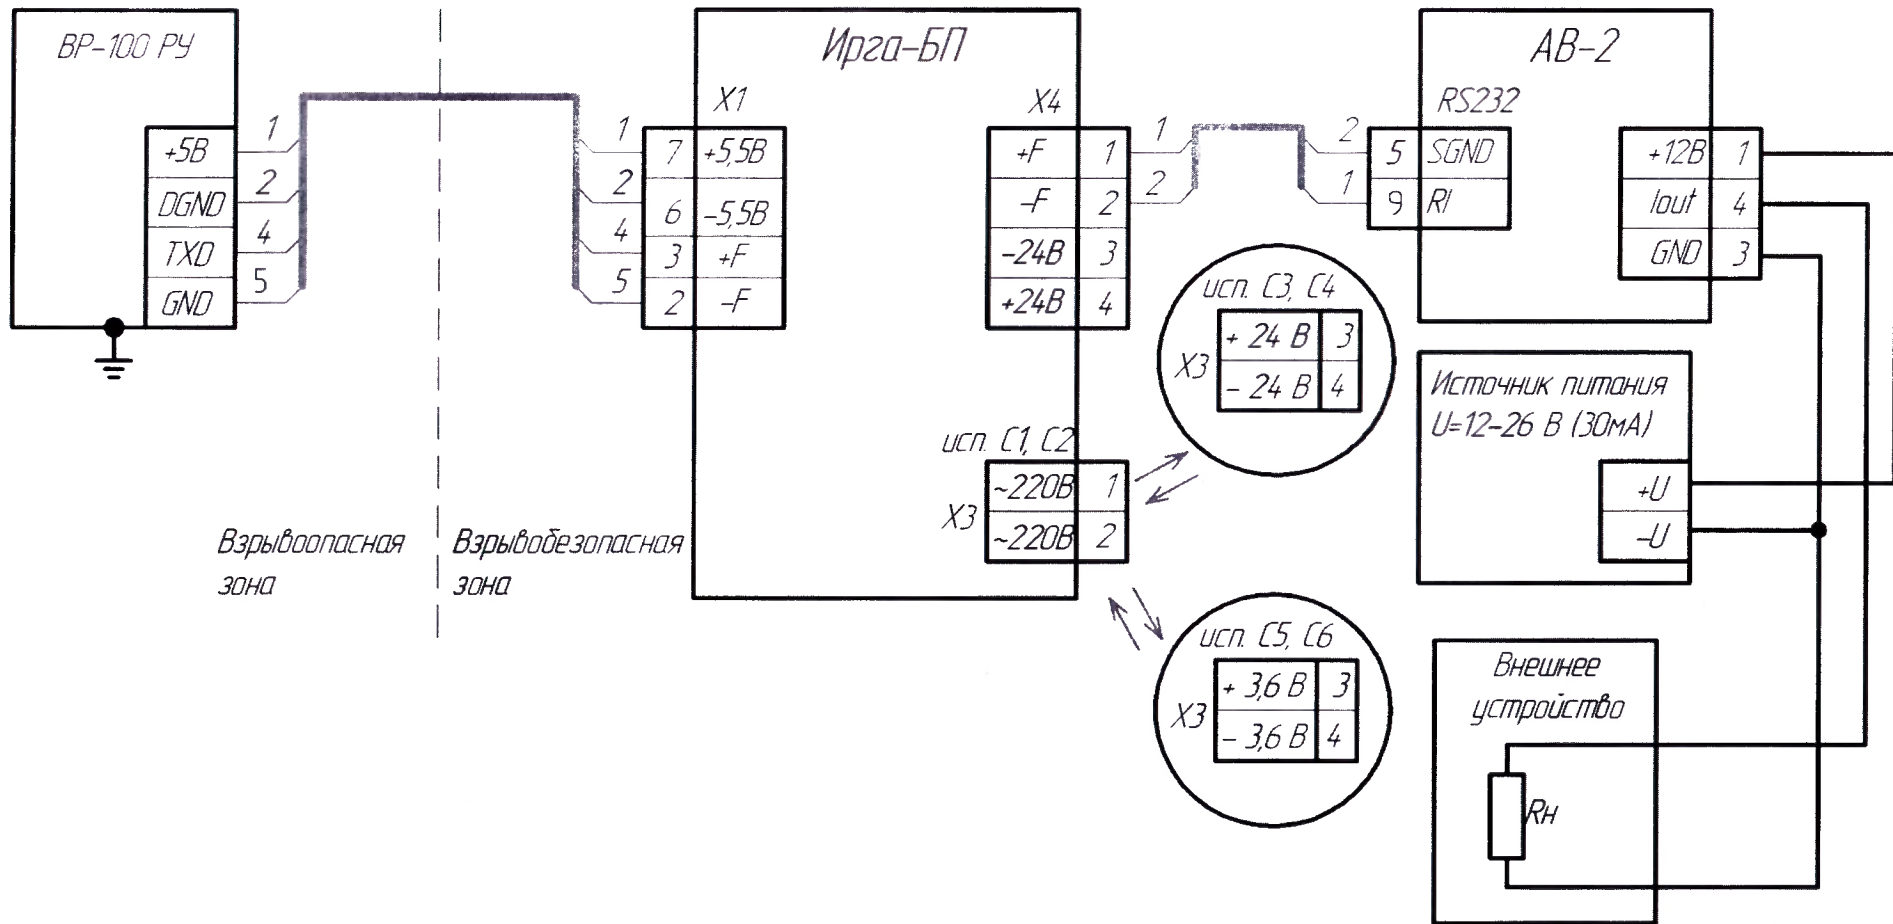 ВР-100 РУ
1
+5В
2
DGND
4
TXD
5
GND
Взрывоопасная
зона
Взрывобезопасная
зона
Ирга-БП
X1
1
7 +5,5В
2
6 -5,5В
4
3 +F
5
2 -F
X4
+F 1
-F 2
-24В 3
+24В 4
1
2
исп. С1, С2
X3
~220В 1
~220В 2
исп. С3, С4
X3
+ 24 В 3
- 24 В 4
исп. С5, С6
X3
+ 3,6 В 3
- 3,6 В 4
АВ-2
RS232
2
5 SGND
1
9 RI
+12В 1
Iout 4
GND 3
Источник питания
U=12-26 В (30мА)
+U
-U
Внешнее
устройство
Rн